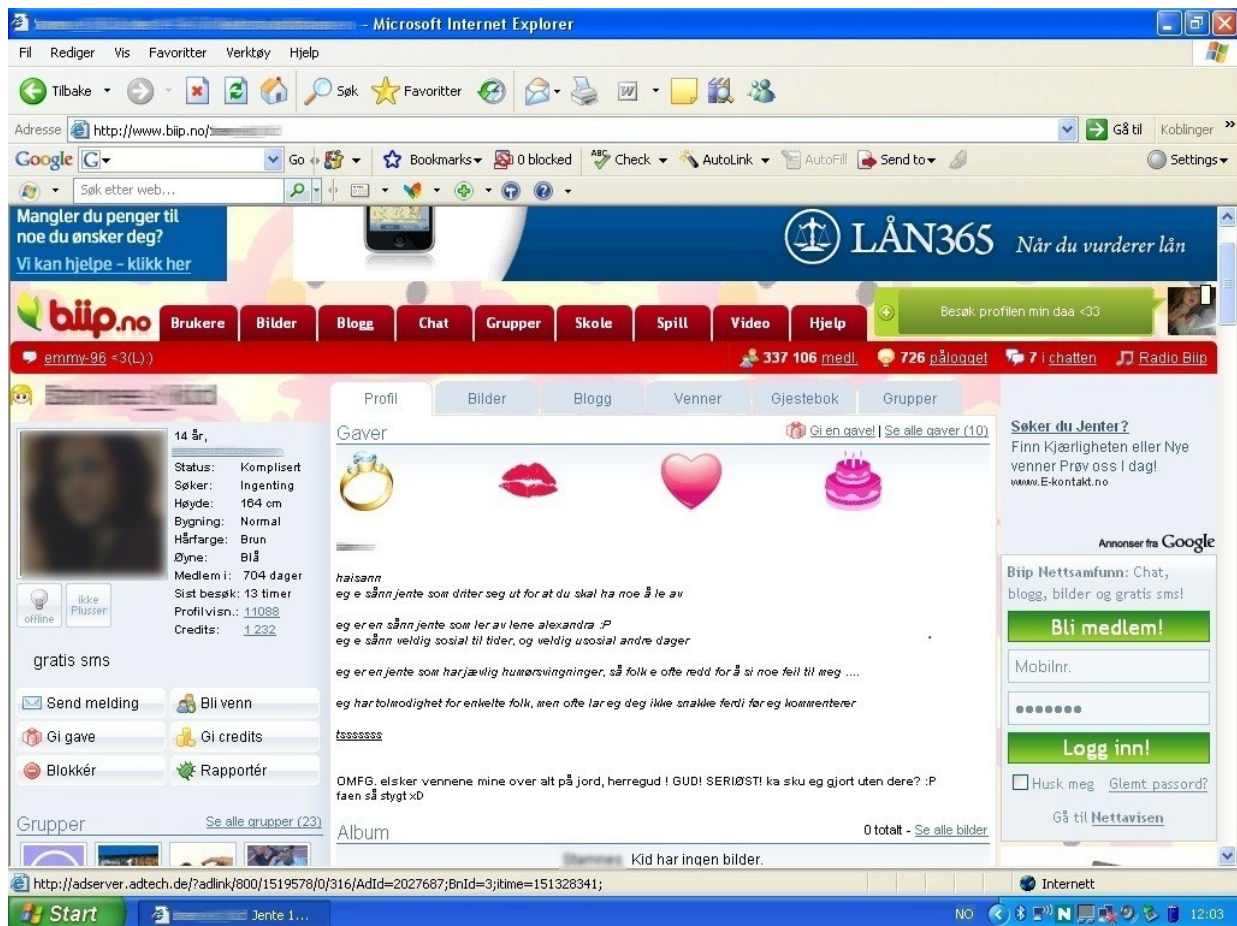 - Microsoft Internet Explorer
Fil Rediger Vis Favoritter Verktøy Hjelp
Tilbake Søk Favoritter
Adresse http://www.biip.no/ Gå til Koblinger »
Google G Go Bookmarks 0 blocked ABC Check AutoLink AutoFill Send to Settings
Søk etter web...
Mangler du penger til
noe du ønsker deg?
Vi kan hjelpe – klikk her
LÅN365 Når du vurderer lån
biip.no Brukere Bilder Blogg Chat Grupper Skole Spill Video Hjelp
Besøk profilen min daa <33
emmy-96 <3(L):)
337 106 medl. 726 pålogget 7 i chatten Radio Biip
Profil Bilder Blogg Venner Gjestebok Grupper
14 år,
Status: Komplisert
Søker: Ingenting
Høyde: 164 cm
Bygning: Normal
Hårfarge: Brun
Øyne: Blå
Medlem i: 704 dager
Sist besøk: 13 timer
Profilvisn.: 11088
Credits: 1 232
offline
ikke Plusser
gratis sms
Send melding Bli venn
Gi gave Gi credits
Blokkér Rapportér
Grupper Se alle grupper (23)
Gaver Gi en gave! | Se alle gaver (10)
haisann
eg e sånn jente som driter seg ut for at du skal ha noe å le av
eg er en sånn jente som ler av lene alexandra :P
eg e sånn veldig sosial til tider, og veldig usosial andre dager
eg er en jente som har jævlig humørsvingninger, så folk e ofte redd for å si noe feil til meg ....
eg har tolmodighet for enkelte folk, men ofte lar eg deg ikke snakke ferdi før eg kommenterer
tsssssss
OMFG. elsker vennene mine over alt på jord, herregud ! GUD! SERIØST! ka sku eg gjort uten dere? :P
faen så stygt xD
Album 0 totalt - Se alle bilder
Kid har ingen bilder.
Søker du Jenter?
Finn Kjærligheten eller Nye
venner Prøv oss I dag!
www.E-kontakt.no
Annonser fra Google
Biip Nettsamfunn: Chat,
blogg, bilder og gratis sms!
Bli medlem!
Mobilnr.
Logg inn!
Husk meg Glemt passord?
Gå til Nettavisen
http://adserver.adtech.de/?adlink/800/1519578/0/316/AdId=2027687;BnId=3;itime=151328341;
Internett
Start Jente 1... NO N 12:03